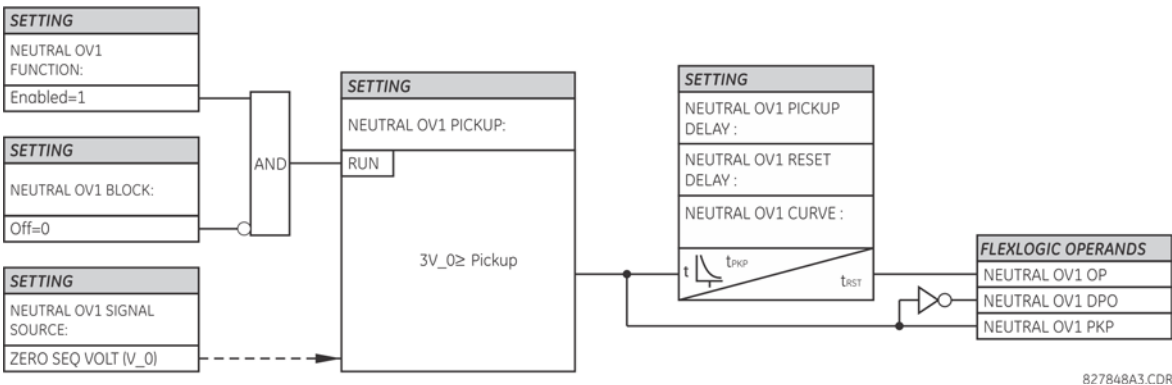 SETTING
NEUTRAL OV1
FUNCTION:
Enabled=1
SETTING
NEUTRAL OV1 BLOCK:
Off=0
SETTING
NEUTRAL OV1 SIGNAL
SOURCE:
ZERO SEQ VOLT (V_0)
AND
SETTING
NEUTRAL OV1 PICKUP:
RUN
3V_0≥ Pickup
SETTING
NEUTRAL OV1 PICKUP
DELAY :
NEUTRAL OV1 RESET
DELAY :
NEUTRAL OV1 CURVE :
t
tPKP
tRST
FLEXLOGIC OPERANDS
NEUTRAL OV1 OP
NEUTRAL OV1 DPO
NEUTRAL OV1 PKP
827848A3.CDR